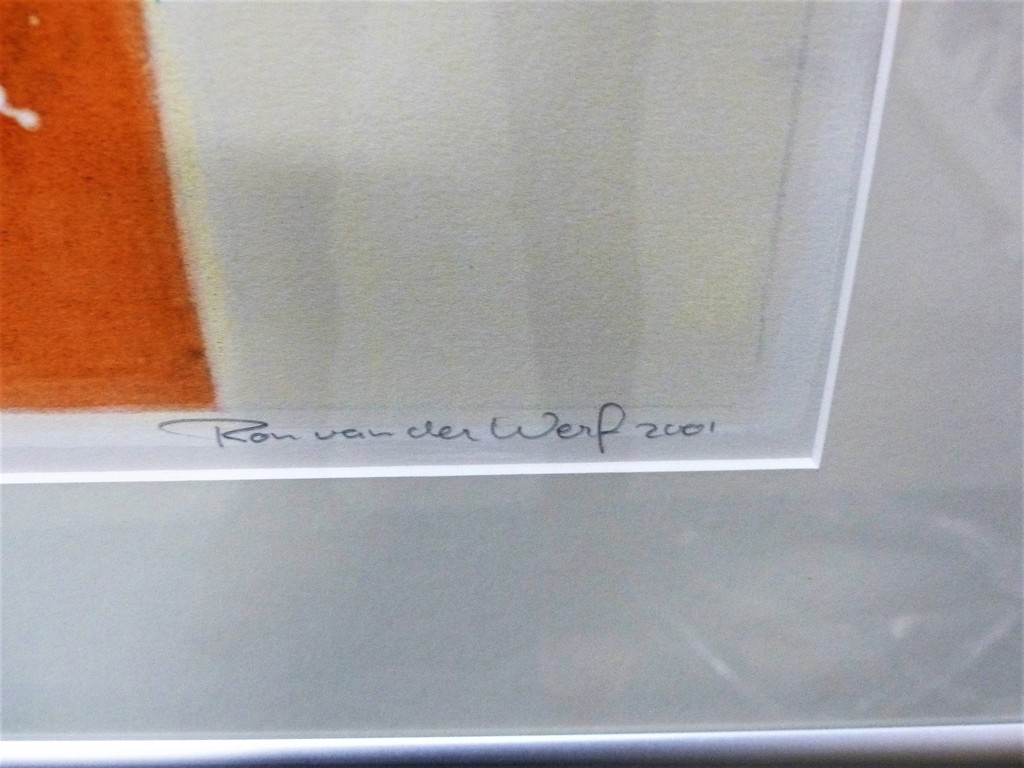 Ron van der Werf 2001